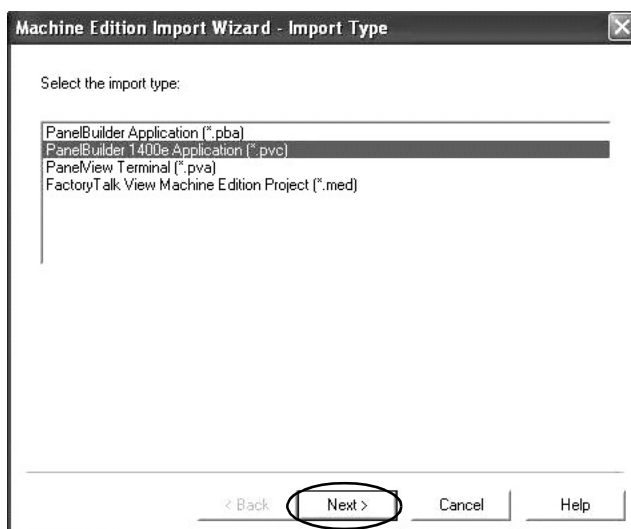 Machine Edition Import Wizard - Import Type
Select the import type:
PanelBuilder Application (*.pba)
PanelBuilder 1400e Application (*.pvc)
PanelView Terminal (*.pva)
FactoryTalk View Machine Edition Project (*.med)
< Back Next > Cancel Help